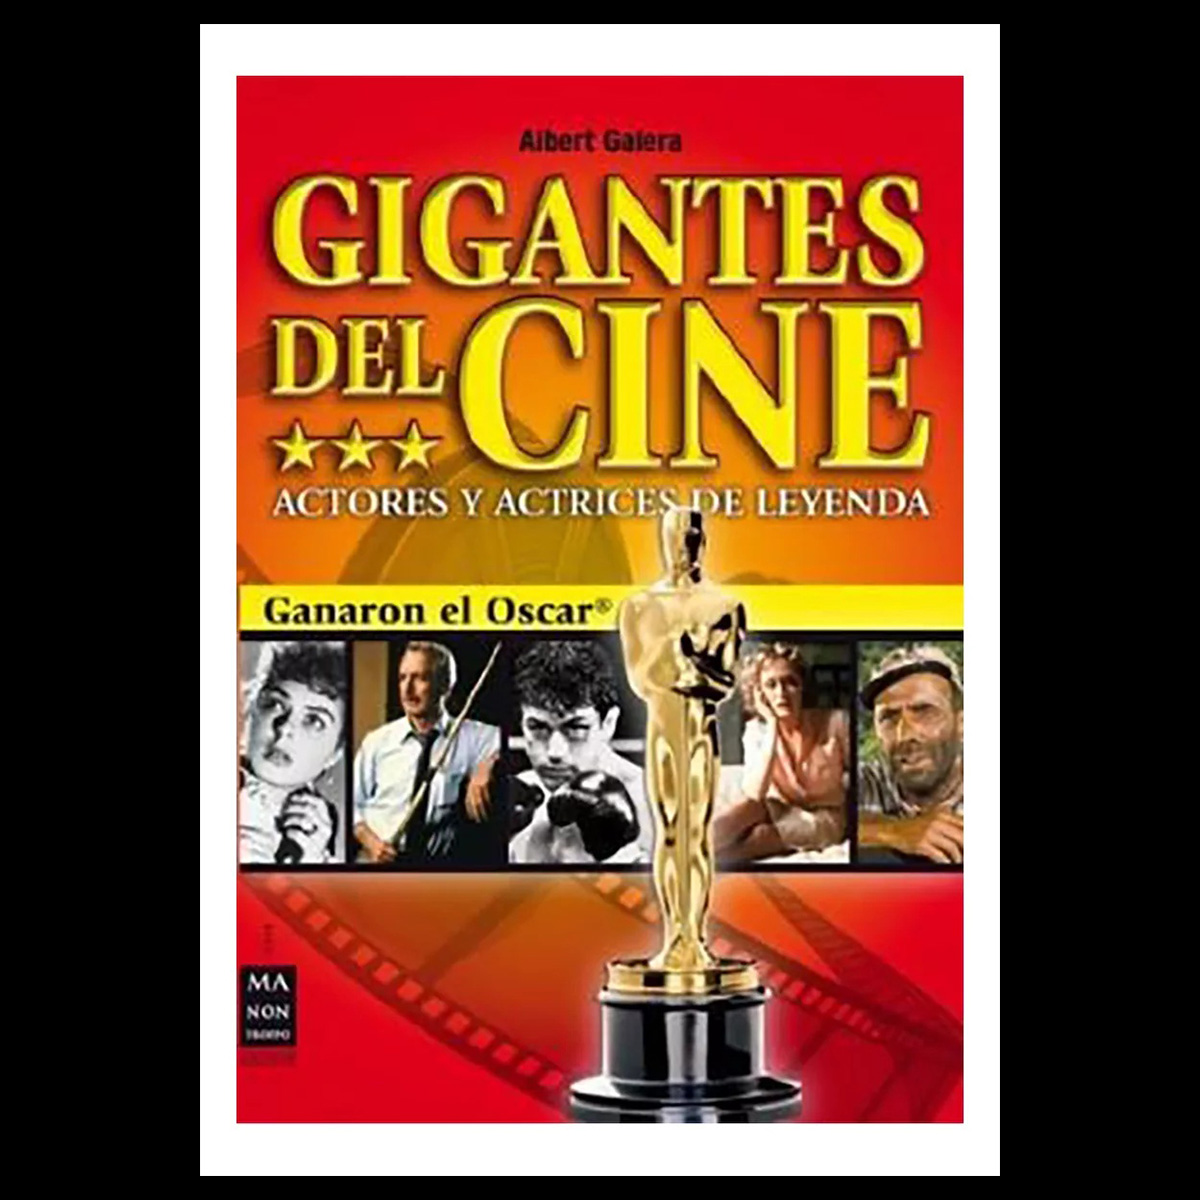 Albert Galera
GIGANTES
DEL CINE
ACTORES Y ACTRICES DE LEYENDA
Ganaron el Oscar®
MA
NON
TROPPO